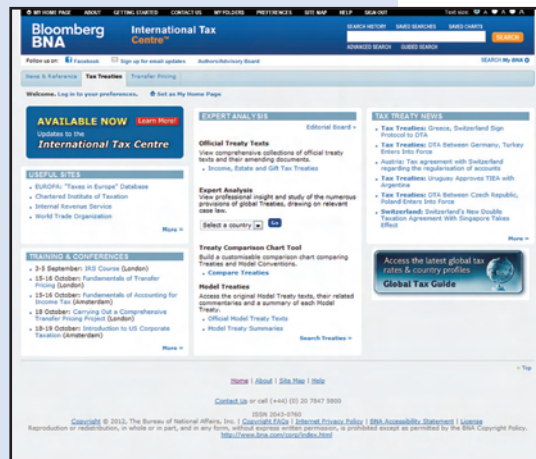 MY HOME PAGE ABOUT GETTING STARTED CONTACT US MY FOLDERS PREFERENCES SITE MAP HELP SIGN OUT
Bloomberg
BNA
International Tax
Centre™
SEARCH HISTORY SAVED SEARCHES SAVED CHARTS
SEARCH
ADVANCED SEARCH GUIDED SEARCH
Follow us on: Facebook Sign up for email updates Authors/Advisory Board
SEARCH My BNA
News & Reference Tax Treaties Transfer Pricing
Welcome. Log in to your preferences. Set as My Home Page
AVAILABLE NOW Learn More!
Updates to the
International Tax Centre
USEFUL SITES
EUROPA: "Taxes in Europe" Database
Chartered Institute of Taxation
Internal Revenue Service
World Trade Organization
More »
TRAINING & CONFERENCES
3-5 September: IRS Course (London)
15-16 October: Fundamentals of Transfer
Pricing (London)
15-16 October: Fundamentals of Accounting for
Income Tax (Amsterdam)
18 October: Carrying Out a Comprehensive
Transfer Pricing Project (London)
18-19 October: Introduction to US Corporate
Taxation (Amsterdam)
More »
EXPERT ANALYSIS
Editorial Board »
Official Treaty Texts
View comprehensive collections of official treaty
texts and their amending documents.
Income, Estate and Gift Tax Treaties
Expert Analysis
View professional insight and study of the numerous
provisions of global Treaties, drawing on relevant
case law.
Select a country Go
Treaty Comparison Chart Tool
Build a customisable comparison chart comparing
Treaties and Model Conventions.
Compare Treaties
Model Treaties
Access the original Model Treaty texts, their related
commentaries and a summary of each Model
Treaty.
Official Model Treaty Texts
Model Treaty Summaries
Search Treaties »
TAX TREATY NEWS
Tax Treaties: Greece, Switzerland Sign
Protocol to DTA
Tax Treaties: DTA Between Germany, Turkey
Enters Into Force
Austria: Tax agreement with Switzerland
regarding the regularisation of accounts
Tax Treaties: Uruguay Approves TIEA with
Argentina
Tax Treaties: DTA Between Czech Republic,
Poland Enters Into Force
Switzerland: Switzerland's New Double
Taxation Agreement With Singapore Takes
Effect
More »
Access the latest global tax
rates & country profiles
Global Tax Guide
Top
Home | About | Site Map | Help
Contact Us or call (+44) (0) 20 7847 5800
ISSN 2043-0760
Copyright © 2012, The Bureau of National Affairs, Inc. | Copyright FAQs | Internet Privacy Policy | BNA Accessibility Statement | License
Reproduction or redistribution, in whole or in part, and in any form, without express written permission, is prohibited except as permitted by the BNA Copyright Policy.
http://www.bna.com/corp/index.html